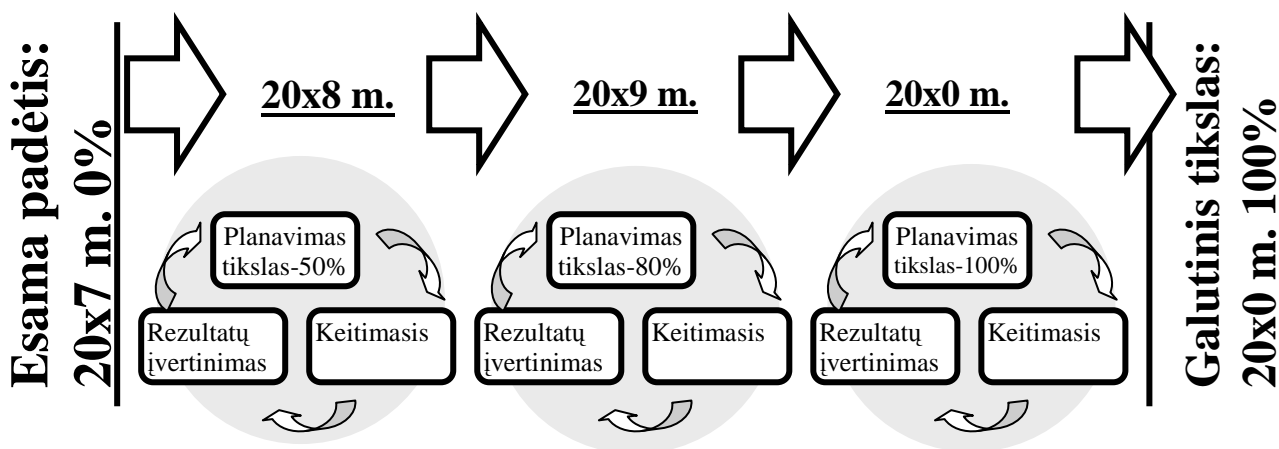 Esama padėtis:
20x7 m. 0%
20x8 m.
20x9 m.
20x0 m.
Planavimas
tikslas-50%
Rezultatų
įvertinimas
Keitimasis
Planavimas
tikslas-80%
Rezultatų
įvertinimas
Keitimasis
Planavimas
tikslas-100%
Rezultatų
įvertinimas
Keitimasis
Galutinis tikslas:
20x0 m. 100%